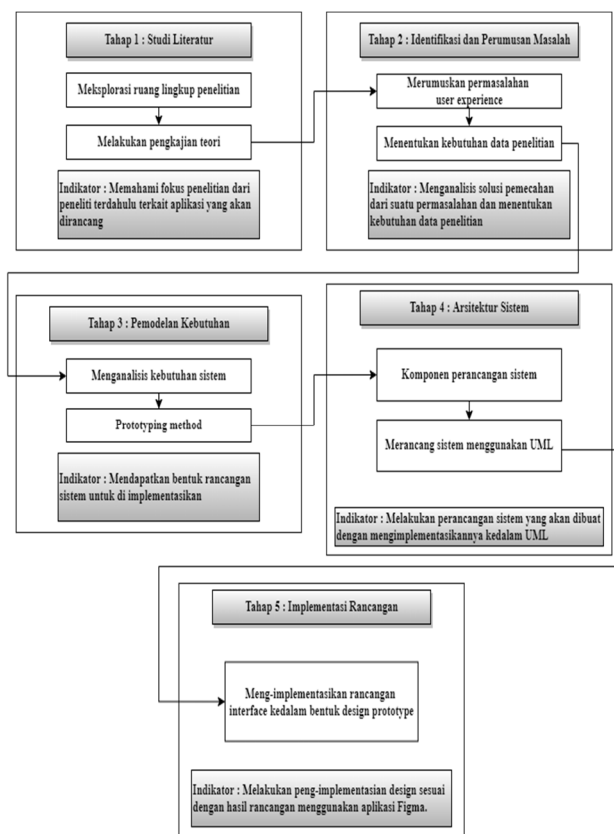 Tahap 1 : Studi Literatur
Meksplorasi ruang lingkup penelitian
Melakukan pengkajian teori
Indikator : Memahami fokus penelitian dari
peneliti terdahulu terkait aplikasi yang akan
dirancang
Tahap 2 : Identifikasi dan Perumusan Masalah
Merumuskan permasalahan
user experience
Menentukan kebutuhan data penelitian
Indikator : Menganalisis solusi pemecahan
dari suatu permasalahan dan menentukan
kebutuhan data penelitian
Tahap 3 : Pemodelan Kebutuhan
Menganalisis kebutuhan sistem
Prototyping method
Indikator : Mendapatkan bentuk rancangan
sistem untuk di implementasikan
Tahap 4 : Arsitektur Sistem
Komponen perancangan sistem
Merancang sistem menggunakan UML
Indikator : Melakukan perancangan sistem yang akan dibuat
dengan mengimplementasikannya kedalam UML
Tahap 5 : Implementasi Rancangan
Meng-implementasikan rancangan
interface kedalam bentuk design prototype
Indikator : Melakukan peng-implementasian design sesuai
dengan hasil rancangan menggunakan aplikasi Figma.